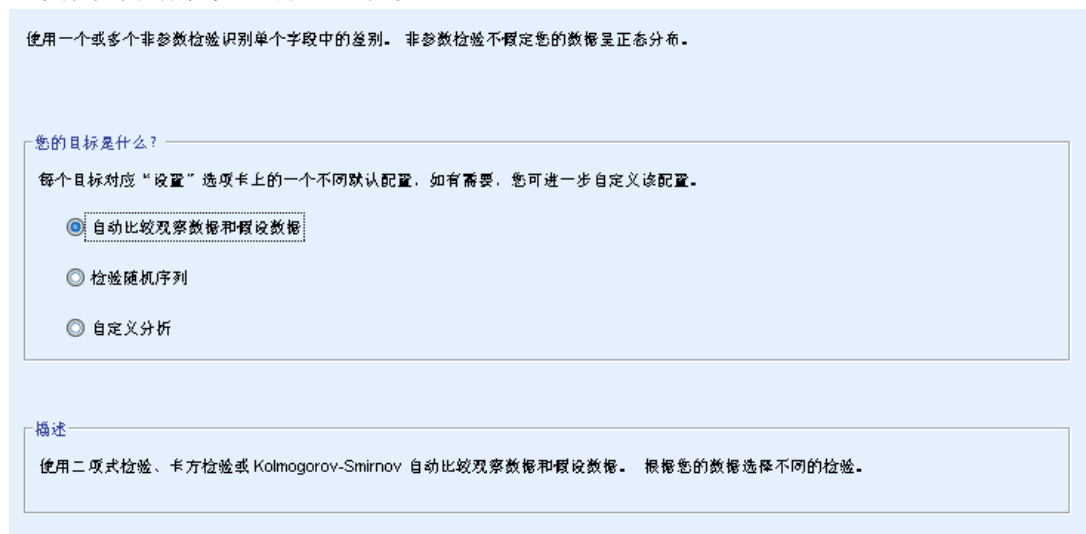 使用一个或多个非参数检验识别单个字段中的差别。 非参数检验不假定您的数据呈正态分布。
您的目标是什么?
每个目标对应“设置”选项卡上的一个不同默认配置，如有需要，您可进一步自定义该配置。
自动比较观察数据和假设数据
检验随机序列
自定义分析
描述
使用二项式检验、卡方检验或 Kolmogorov-Smirnov 自动比较观察数据和假设数据。 根据您的数据选择不同的检验。